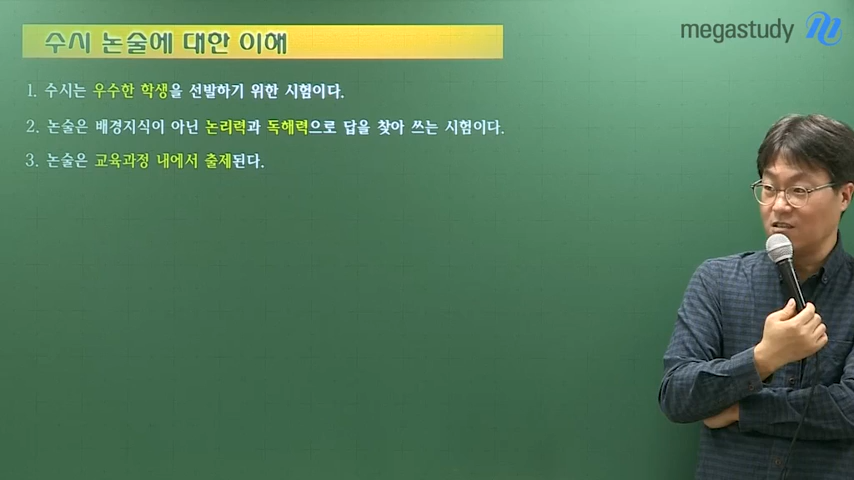 수시 논술에 대한 이해
megastudy
1. 수시는 우수한 학생을 선발하기 위한 시험이다.
2. 논술은 배경지식이 아닌 논리력과 독해력으로 답을 찾아 쓰는 시험이다.
3. 논술은 교육과정 내에서 출제된다.